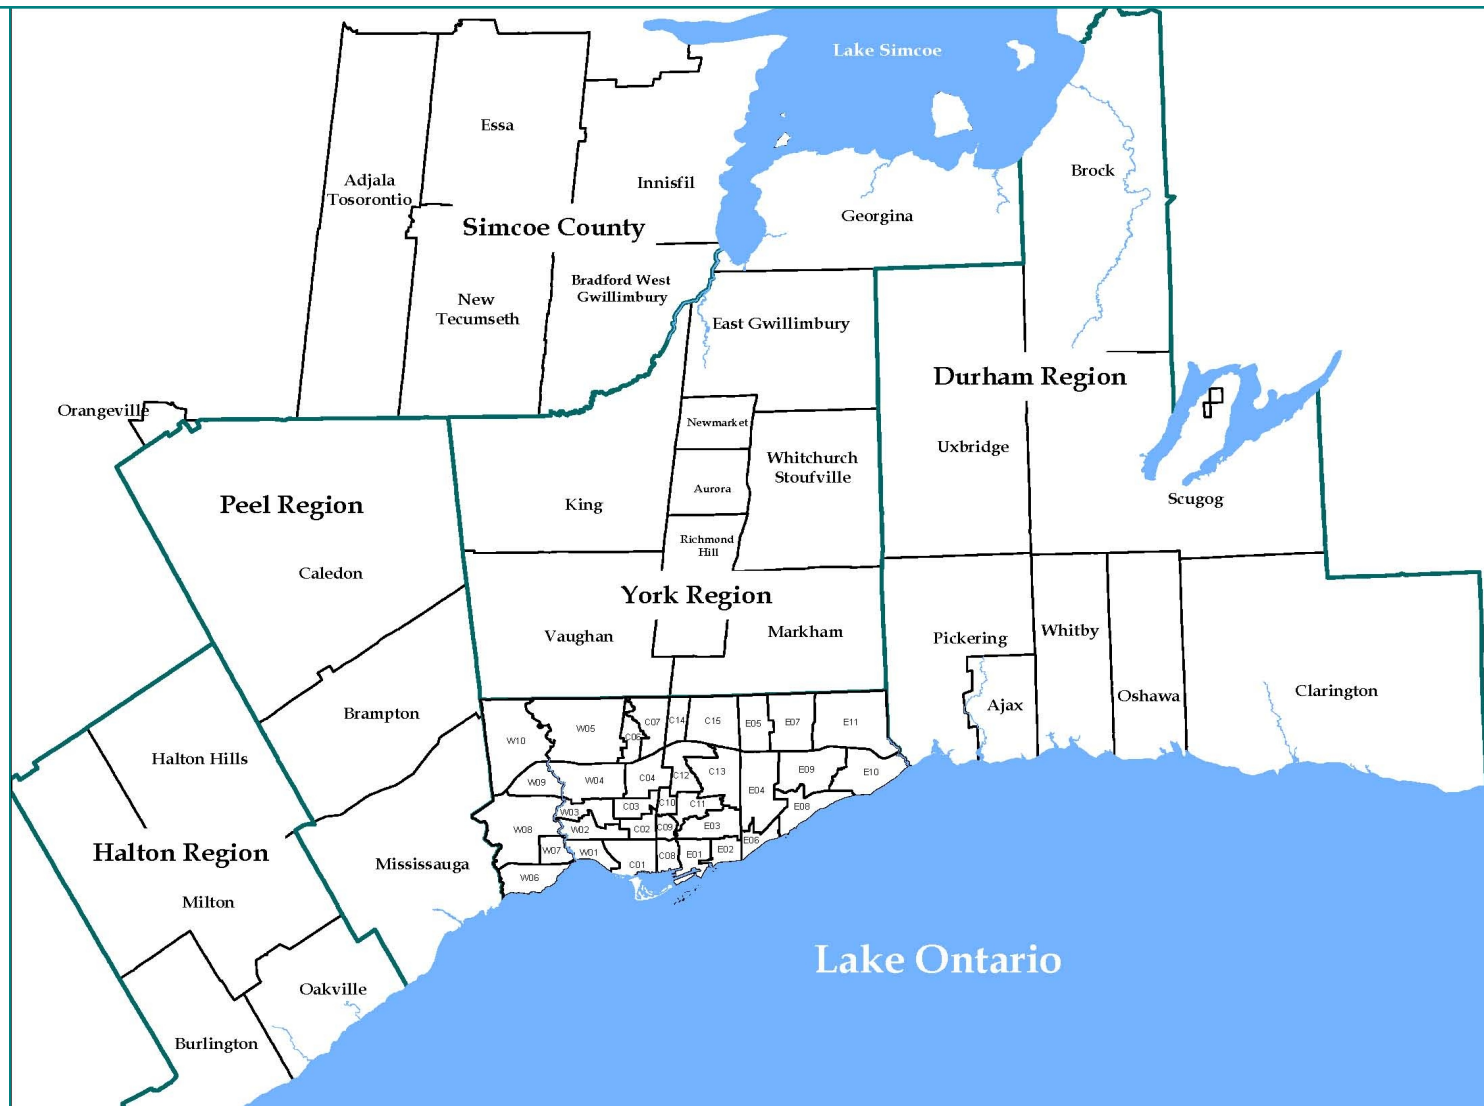 Lake Simcoe
Essa
Brock
Adjala
Tosorontio
Innisfil
Georgina
Simcoe County
Bradford West
Gwillimbury
New
Tecumseth
East Gwillimbury
Durham Region
Orangeville
Newmarket
Uxbridge
Whitchurch
Stoufville
Peel Region
King
Aurora
Scugog
Richmond
Hill
Caledon
York Region
Vaughan
Markham
Pickering
Whitby
Clarington
Oshawa
Ajax
Brampton
W10
W05
C06
C07
C14
C15
E05
E07
E11
Halton Hills
W09
W04
C04
C12
C13
E04
E09
E10
W03
C03
C10
C11
E08
W08
W02
C02
C09
E03
E06
Halton Region
Mississauga
W07
W01
C01
C08
E01
E02
W06
Milton
Lake Ontario
Oakville
Burlington